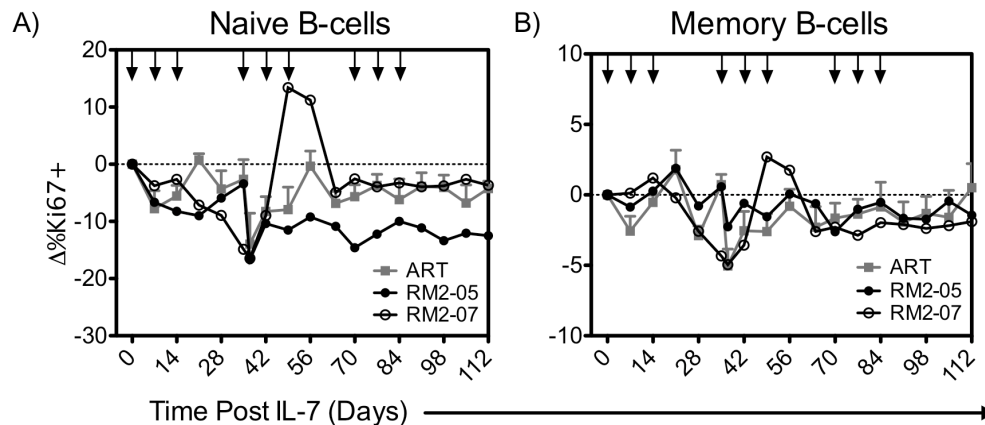 A) Naive B-cells
20
10
0
-10
-20
-30
Δ%Ki67+
ART
RM2-05
RM2-07
0 14 28 42 56 70 84 98 112
B) Memory B-cells
10
5
0
-5
-10
ART
RM2-05
RM2-07
0 14 28 42 56 70 84 98 112
Time Post IL-7 (Days)